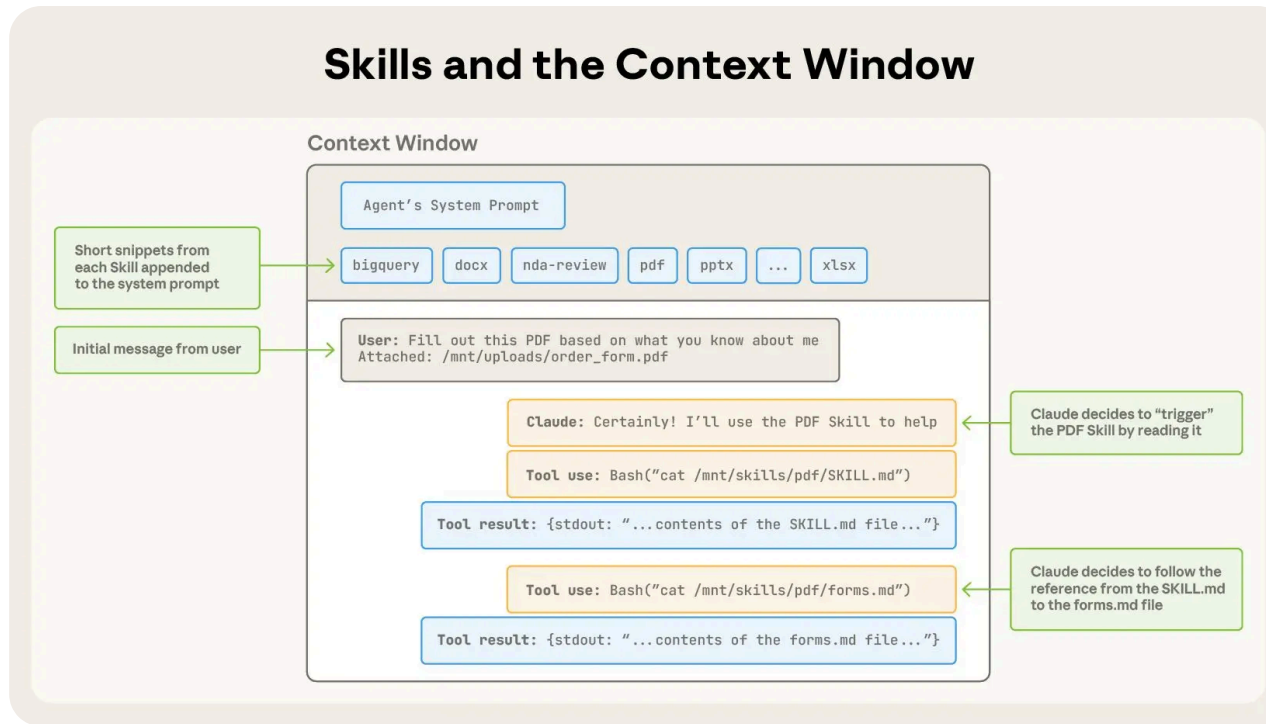 Skills and the Context Window
Context Window
Agent’s System Prompt
Short snippets from
each Skill appended
to the system prompt
bigquery
docx
nda-review
pdf
pptx
...
xlsx
Initial message from user
User: Fill out this PDF based on what you know about me
Attached: /mnt/uploads/order_form.pdf
Claude: Certainly! I’ll use the PDF Skill to help
Claude decides to “trigger”
the PDF Skill by reading it
Tool use: Bash(”cat /mnt/skills/pdf/SKILL.md”)
Tool result: {stdout: “...contents of the SKILL.md file...”}
Tool use: Bash(”cat /mnt/skills/pdf/forms.md”)
Claude decides to follow the
reference from the SKILL.md
to the forms.md file
Tool result: {stdout: “...contents of the forms.md file...”}